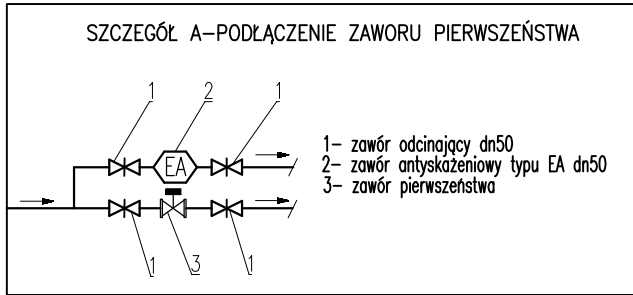 SZCZEGÓŁ A-PODŁĄCZENIE ZAWORU PIERWSZEŃSTWA
1 2 1
EA
1- zawór odcinający dn50
2- zawór antyskażeniowy typu EA dn50
3- zawór pierwszeństwa
1 3 1